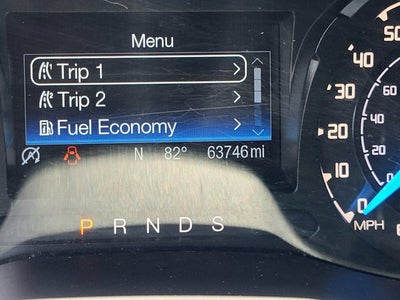 Menu
Trip 1
Trip 2
Fuel Economy
N 82° 63746 mi
P R N D S
50
40
30
20
10
0
MPH
60
40
20
0